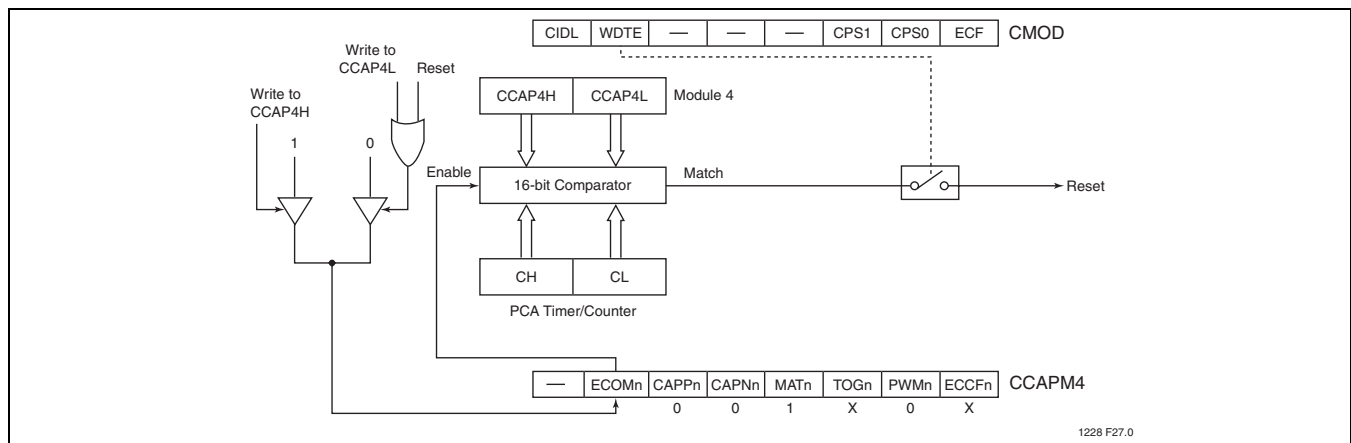 CIDL WDTE — — — CPS1 CPS0 ECF CMOD
Write to
CCAP4L Reset
Write to
CCAP4H
CCAP4H CCAP4L Module 4
1 0
Enable 16-bit Comparator Match Reset
CH CL
PCA Timer/Counter
— ECOMn CAPPn CAPNn MATn TOGn PWMn ECCFn CCAPM4
0 0 1 X 0 X
1228 F27.0